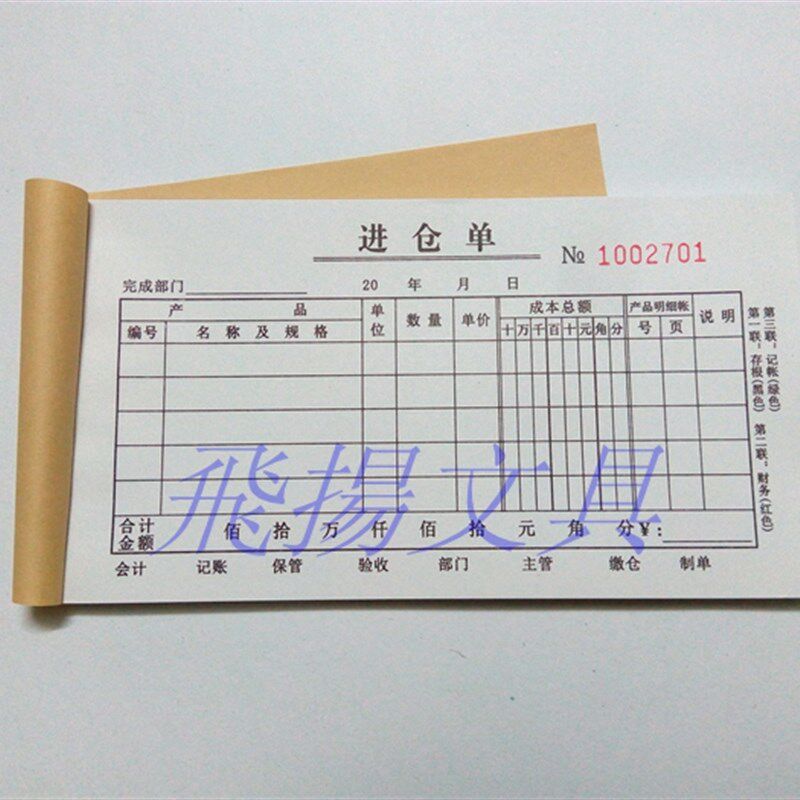 进仓单
№ 1002701
完成部门 20 年 月 日
产品 单位 数量 单价 成本总额 产品明细帐 说明
编号 名称及规格 十万千百十元角分 号 页
合计金额 佰 拾 万 仟 佰 拾 元 角 分 ¥:
会计 记账 保管 验收 部门 主管 缴仓 制单
第一联:存根(黑色) 第二联:财务(红色)
第三联:记帐(绿色)
飛揚文具